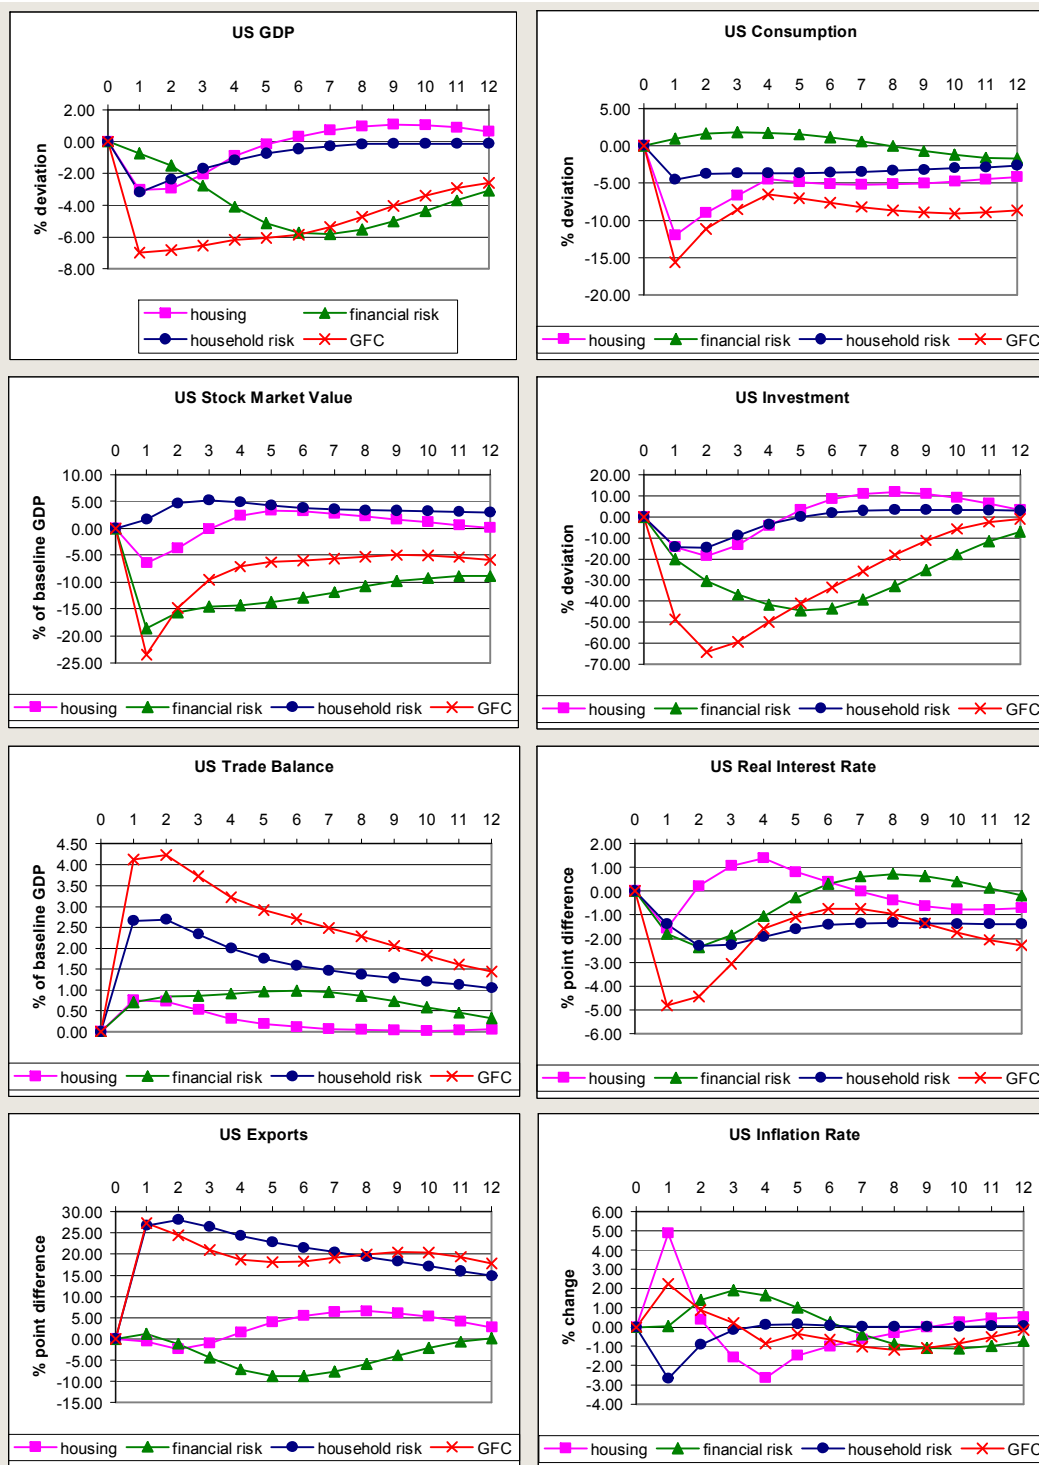 US GDP
0 1 2 3 4 5 6 7 8 9 10 11 12
2.00
0.00
-2.00
-4.00
-6.00
-8.00
% deviation
housing financial risk
household risk GFC
US Consumption
0 1 2 3 4 5 6 7 8 9 10 11 12
5.00
0.00
-5.00
-10.00
-15.00
-20.00
% deviation
housing financial risk household risk GFC
US Stock Market Value
0 1 2 3 4 5 6 7 8 9 10 11 12
10.00
5.00
0.00
-5.00
-10.00
-15.00
-20.00
-25.00
% of baseline GDP
housing financial risk household risk GFC
US Investment
0 1 2 3 4 5 6 7 8 9 10 11 12
20.00
10.00
0.00
-10.00
-20.00
-30.00
-40.00
-50.00
-60.00
-70.00
% deviation
housing financial risk household risk GFC
US Trade Balance
0 1 2 3 4 5 6 7 8 9 10 11 12
4.50
4.00
3.50
3.00
2.50
2.00
1.50
1.00
0.50
0.00
% of baseline GDP
housing financial risk household risk GFC
US Real Interest Rate
0 1 2 3 4 5 6 7 8 9 10 11 12
2.00
1.00
0.00
-1.00
-2.00
-3.00
-4.00
-5.00
-6.00
% point difference
housing financial risk household risk GFC
US Exports
0 1 2 3 4 5 6 7 8 9 10 11 12
30.00
25.00
20.00
15.00
10.00
5.00
0.00
-5.00
-10.00
-15.00
% point difference
housing financial risk household risk GFC
US Inflation Rate
0 1 2 3 4 5 6 7 8 9 10 11 12
6.00
5.00
4.00
3.00
2.00
1.00
0.00
-1.00
-2.00
-3.00
-4.00
% change
housing financial risk household risk GFC